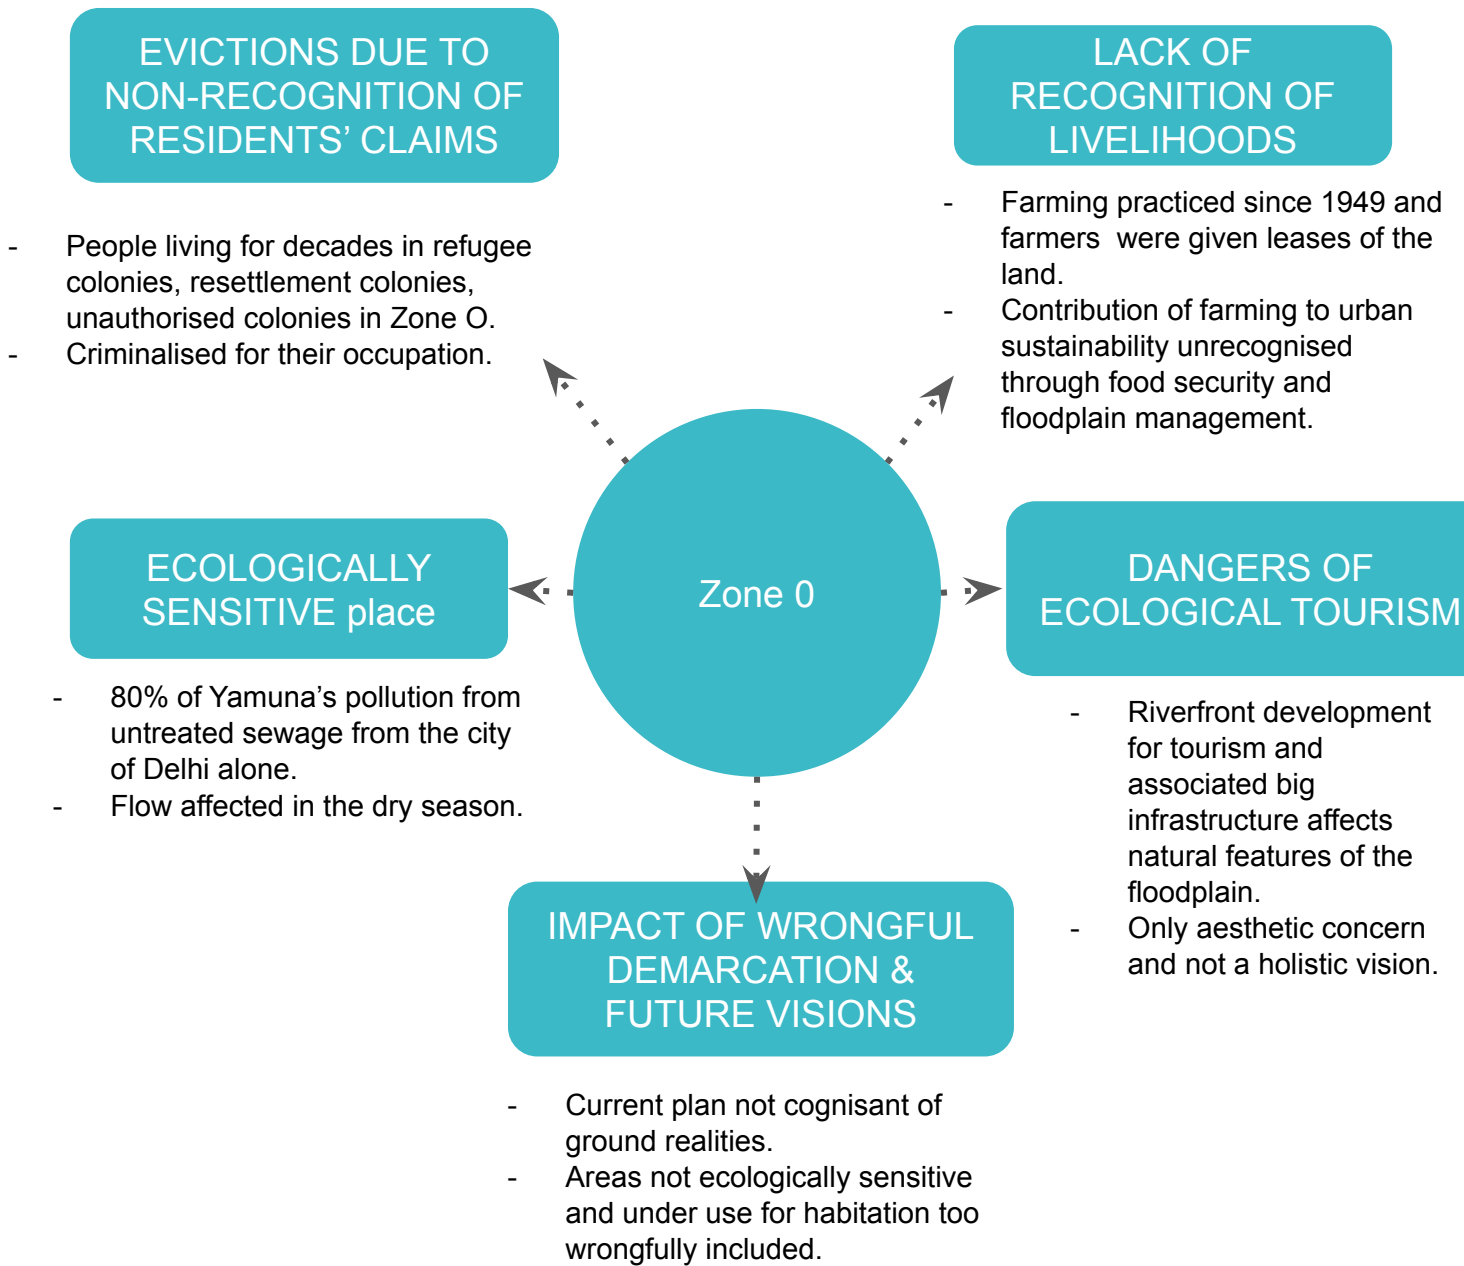 EVICTIONS DUE TO
NON-RECOGNITION OF
RESIDENTS’ CLAIMS
- People living for decades in refugee
colonies, resettlement colonies,
unauthorised colonies in Zone O.
- Criminalised for their occupation.
LACK OF
RECOGNITION OF
LIVELIHOODS
- Farming practiced since 1949 and
farmers  were given leases of the
land.
- Contribution of farming to urban
sustainability unrecognised
through food security and
floodplain management.
Zone 0
ECOLOGICALLY
SENSITIVE place
- 80% of Yamuna’s pollution from
untreated sewage from the city
of Delhi alone.
- Flow affected in the dry season.
DANGERS OF
ECOLOGICAL TOURISM
- Riverfront development
for tourism and
associated big
infrastructure affects
natural features of the
floodplain.
- Only aesthetic concern
and not a holistic vision.
IMPACT OF WRONGFUL
DEMARCATION &
FUTURE VISIONS
- Current plan not cognisant of
ground realities.
- Areas not ecologically sensitive
and under use for habitation too
wrongfully included.